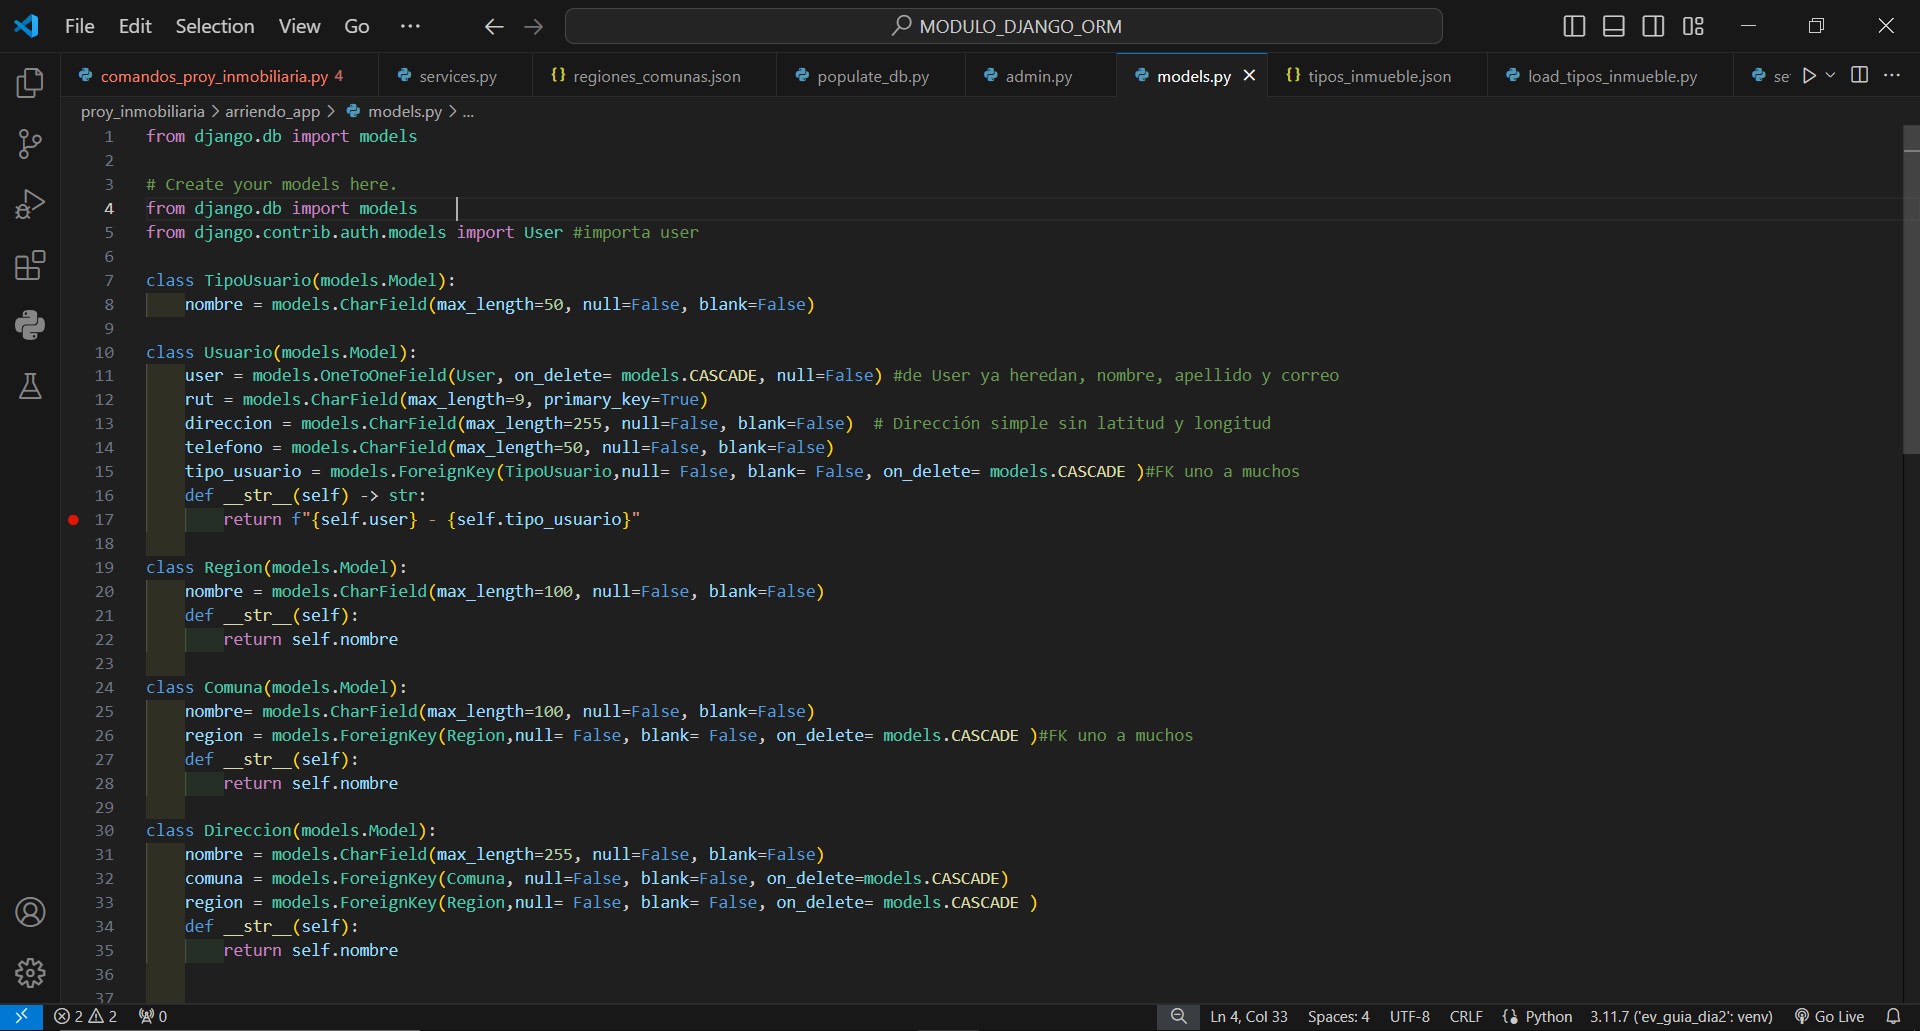 File Edit Selection View Go ··· MODULO_DJANGO_ORM
comandos_proy_inmobiliaria.py 4 services.py {} regiones_comunas.json populate_db.py admin.py models.py {} tipos_inmueble.json load_tipos_inmueble.py se
proy_inmobiliaria > arriendo_app > models.py > ...
1 from django.db import models
2
3 # Create your models here.
4 from django.db import models
5 from django.contrib.auth.models import User #importa user
6
7 class TipoUsuario(models.Model):
8 nombre = models.CharField(max_length=50, null=False, blank=False)
9
10 class Usuario(models.Model):
11 user = models.OneToOneField(User, on_delete= models.CASCADE, null=False) #de User ya heredan, nombre, apellido y correo
12 rut = models.CharField(max_length=9, primary_key=True)
13 direccion = models.CharField(max_length=255, null=False, blank=False)  # Dirección simple sin latitud y longitud
14 telefono = models.CharField(max_length=50, null=False, blank=False)
15 tipo_usuario = models.ForeignKey(TipoUsuario,null= False, blank= False, on_delete= models.CASCADE )#FK uno a muchos
16 def __str__(self) -> str:
17 return f"{self.user} - {self.tipo_usuario}"
18
19 class Region(models.Model):
20 nombre = models.CharField(max_length=100, null=False, blank=False)
21 def __str__(self):
22 return self.nombre
23
24 class Comuna(models.Model):
25 nombre= models.CharField(max_length=100, null=False, blank=False)
26 region = models.ForeignKey(Region,null= False, blank= False, on_delete= models.CASCADE )#FK uno a muchos
27 def __str__(self):
28 return self.nombre
29
30 class Direccion(models.Model):
31 nombre = models.CharField(max_length=255, null=False, blank=False)
32 comuna = models.ForeignKey(Comuna, null=False, blank=False, on_delete=models.CASCADE)
33 region = models.ForeignKey(Region,null= False, blank= False, on_delete= models.CASCADE )
34 def __str__(self):
35 return self.nombre
36
37
2 2 0 Ln 4, Col 33 Spaces: 4 UTF-8 CRLF Python 3.11.7 ('ev_guia_dia2': venv) Go Live